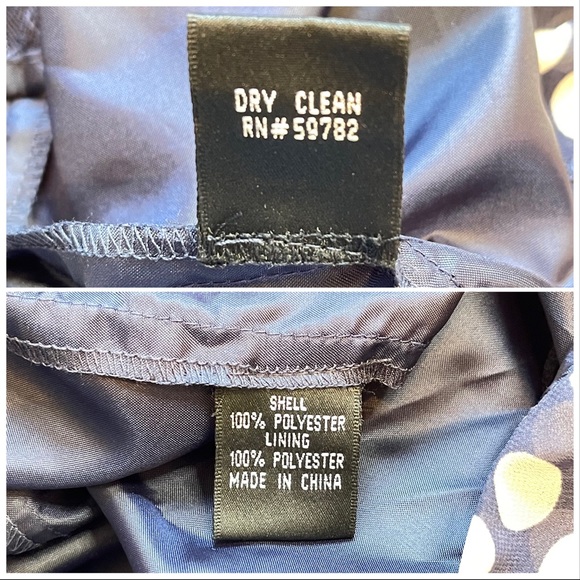 DRY CLEAN
RN#59782
SHELL
100% POLYESTER
LINING
100% POLYESTER
MADE IN CHINA